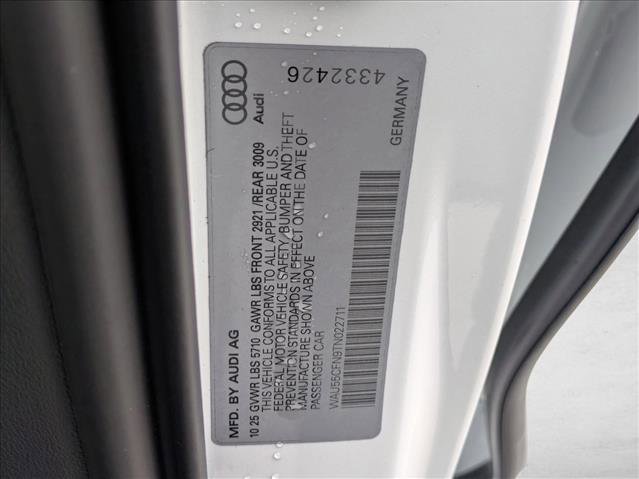 MFD. BY AUDI AG
Audi
10 25 GVWR LBS 5710 GAWR LBS FRONT 2921 /REAR 3009
THIS VEHICLE CONFORMS TO ALL APPLICABLE U.S.
FEDERAL MOTOR VEHICLE SAFETY, BUMPER AND THEFT
PREVENTION STANDARDS IN EFFECT ON THE DATE OF
MANUFACTURE SHOWN ABOVE
PASSENGER CAR
WAU56CFN9TN022711
4332426
GERMANY